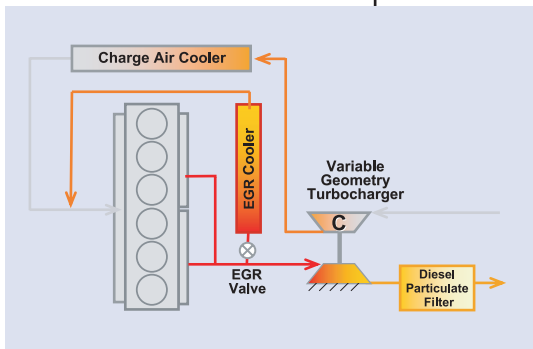 Charge Air Cooler
EGR Cooler
Variable
Geometry
Turbocharger
C
EGR
Valve
Diesel
Particulate
Filter